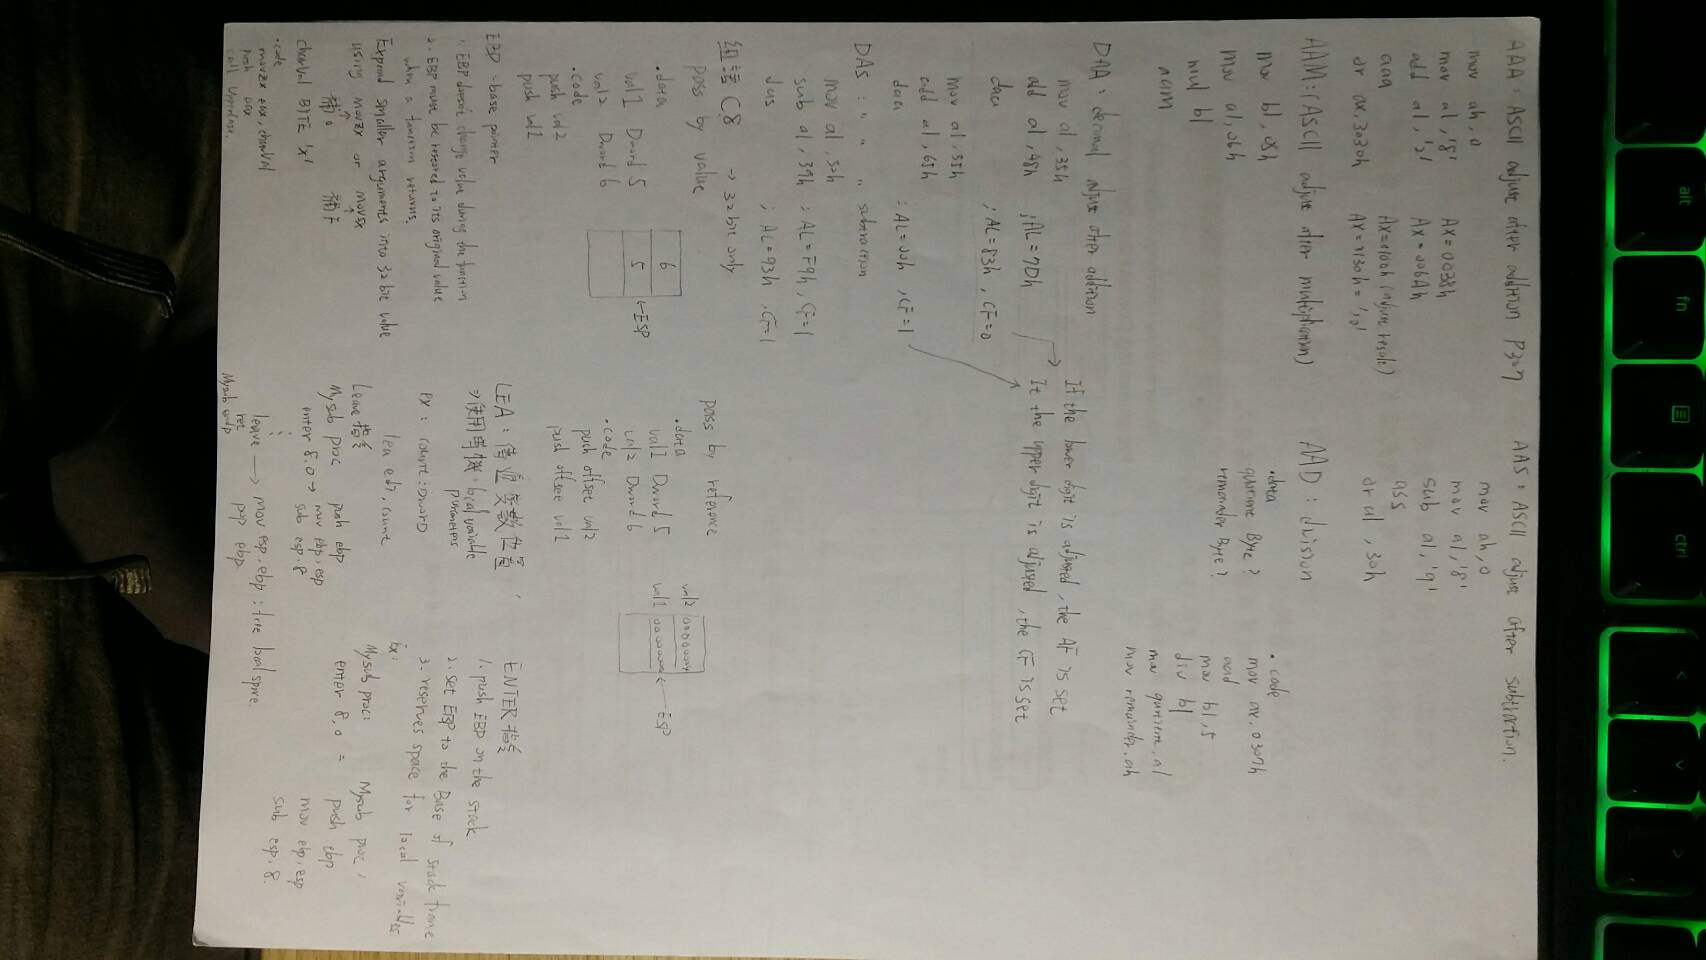 AAA : ASCII adjust after addition P307
mov ah, 0
mov al, '8'   AX = 0038h
add al, '2'   AX = 006Ah
aaa   AX = 0100h (adjust result)
or ax, 3030h   AX = 3130h = '10'
AAS : ASCII adjust after subtraction.
mov ah, 0
mov al, '8'
sub al, '9'
ass
or al, 30h
AAM : (ASCII adjust after multiplication)
mov bl, 05h
mov al, 06h
mul bl
aam
AAD : division
.data
quotient Byte ?
remainder Byte ?
.code
mov ax, 0307h
aad
mov bl, 5
div bl
mov quotient, al
mov remainder, ah
DAA : decimal adjust after addition
mov al, 35h
add al, 48h   ; AL = 7Dh
daa   ; AL = 83h, CF = 0
mov al, 35h
add al, 65h
daa   ; AL = 00h, CF = 1
If the lower digit is adjusted, the AF is set
If the upper digit is adjusted, the CF is set
DAS : " " " subtraction
mov al,
sub al, 39h   ; AL = F9h, CF = 1
das   ; AL = 93h, CF = 1
組語 C8 → 32 bit only
pass by value
.data
val1 Dword 5
val2 Dword 6
.code
push val2
push val2
6
5 ← ESP
pass by reference
.data
val1 Dword 5
val2 Dword 6
.code
push offset val2
push offset val1
val2
val1
← ESP
EBP = base pointer
1. EBP doesn't change value during the function
2. EBP must be restored to its original value
when a function returns.
Expand smaller arguments into 32 bit value
using movzx or movsx
↑ 補0   ↑ 補F
charVal BYTE 'x'
.code
movzx eax, charVal
push eax
call Uppercase.
LEA : 傳遞變數位置,
⇒ 使用時機 : local variable
parameters
ex : count : DWORD
lea edi, count
Leave 指令
Mysub proc   push ebp
enter 8,0 → mov ebp, esp
⋮   sub esp, 8
leave → mov esp, ebp : free local space.
ret   pop ebp
Mysub endp
ENTER 指令
1. push EBP on the stack
2. set EBP to the Base of stack frame
3. reserves space for local variables.
Ex :
Mysub proc :   Mysub proc,
enter 8,0 =   push ebp
mov ebp, esp
sub esp, 8.